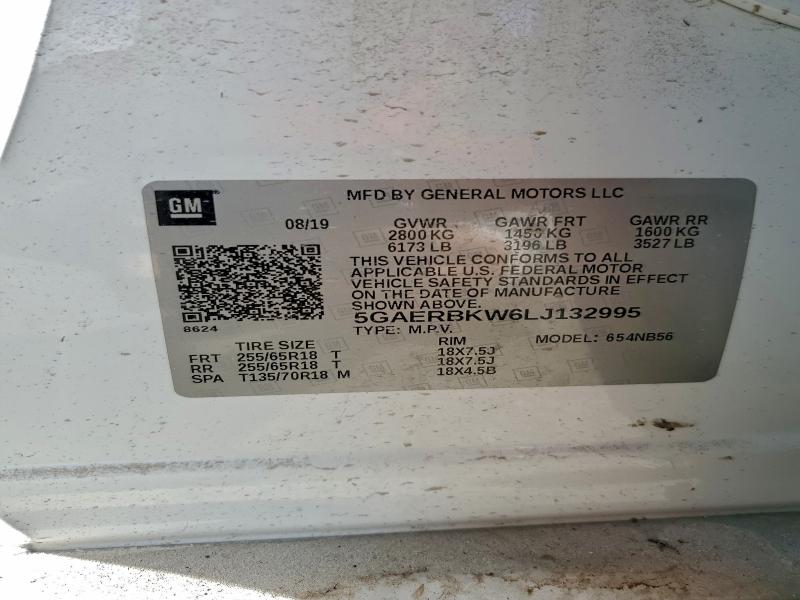 GM
MFD BY GENERAL MOTORS LLC
08/19 GVWR GAWR FRT GAWR RR
2800 KG 1450 KG 1600 KG
6173 LB 3196 LB 3527 LB
THIS VEHICLE CONFORMS TO ALL
APPLICABLE U.S. FEDERAL MOTOR
VEHICLE SAFETY STANDARDS IN EFFECT
ON THE DATE OF MANUFACTURE
SHOWN ABOVE.
8624 5GAERBKW6LJ132995
TYPE: M.P.V. MODEL: 654NB56
TIRE SIZE RIM
FRT 255/65R18 T 18X7.5J
RR 255/65R18 T 18X7.5J
SPA T135/70R18 M 18X4.5B